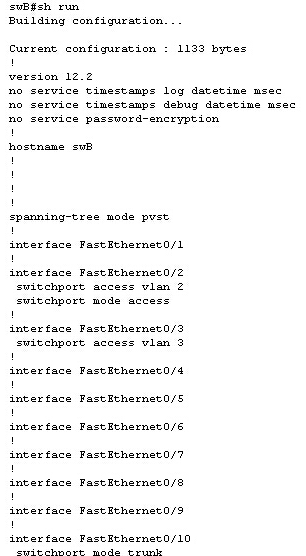 swB#sh run
Building configuration...

Current configuration : 1133 bytes
!
version 12.2
no service timestamps log datetime msec
no service timestamps debug datetime msec
no service password-encryption
!
hostname swB
!
!
!
!
spanning-tree mode pvst
!
interface FastEthernet0/1
!
interface FastEthernet0/2
 switchport access vlan 2
 switchport mode access
!
interface FastEthernet0/3
 switchport access vlan 3
!
interface FastEthernet0/4
!
interface FastEthernet0/5
!
interface FastEthernet0/6
!
interface FastEthernet0/7
!
interface FastEthernet0/8
!
interface FastEthernet0/9
!
interface FastEthernet0/10
 switchport mode trunk